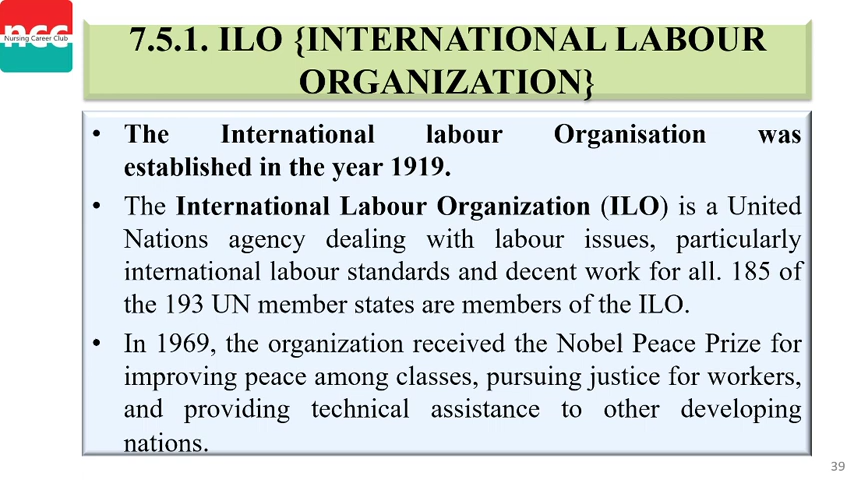 ncc
Nursing Career Club
7.5.1. ILO {INTERNATIONAL LABOUR
ORGANIZATION}
• The International labour Organisation was
established in the year 1919.
• The International Labour Organization (ILO) is a United
Nations agency dealing with labour issues, particularly
international labour standards and decent work for all. 185 of
the 193 UN member states are members of the ILO.
• In 1969, the organization received the Nobel Peace Prize for
improving peace among classes, pursuing justice for workers,
and providing technical assistance to other developing
nations.
39